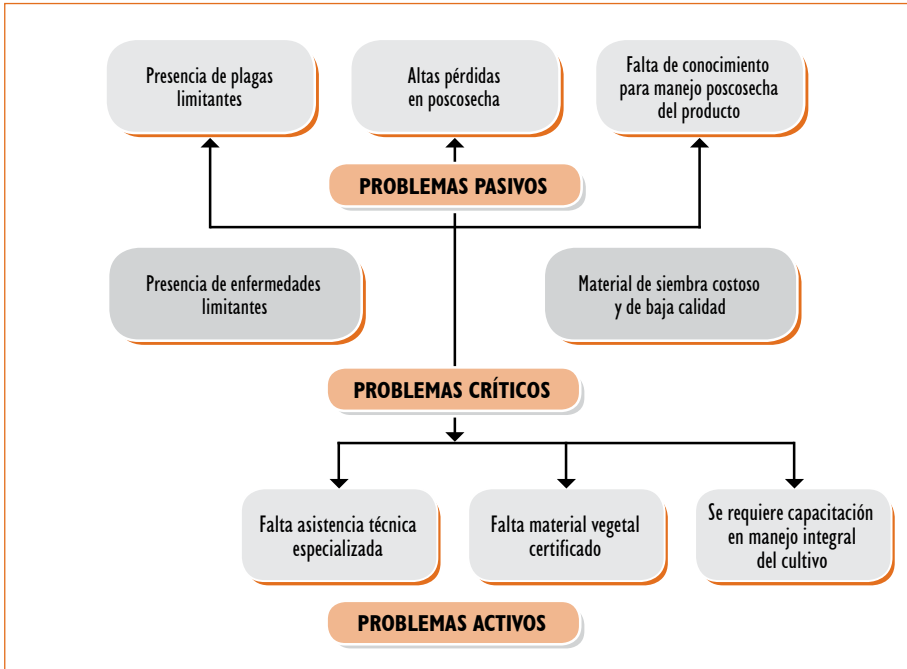 Presencia de plagas
limitantes
Altas pérdidas
en poscosecha
Falta de conocimiento
para manejo poscosecha
del producto
PROBLEMAS PASIVOS
Presencia de enfermedades
limitantes
Material de siembra costoso
y de baja calidad
PROBLEMAS CRÍTICOS
Falta asistencia técnica
especializada
Falta material vegetal
certificado
Se requiere capacitación
en manejo integral
del cultivo
PROBLEMAS ACTIVOS